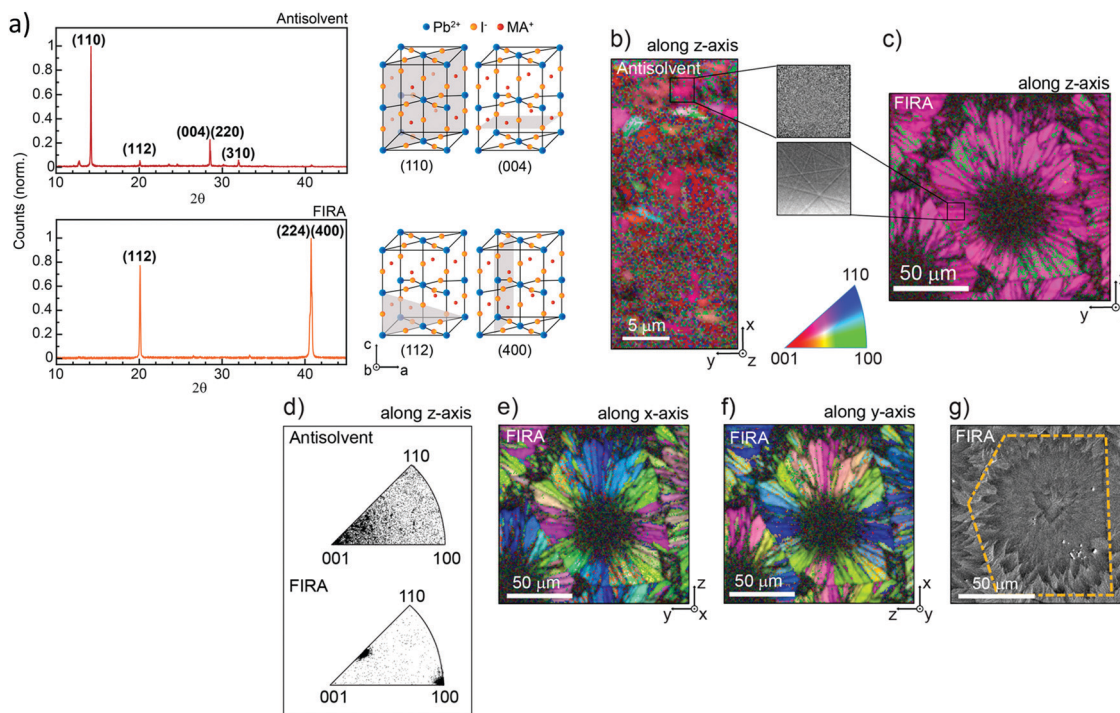 a)
Antisolvent
(110)
(112)
(004)(220)
(310)
1
0.8
0.6
0.4
0.2
0
10 20 30 40
2θ
Counts (norm.)
FIRA
(224)(400)
(112)
1
0.8
0.6
0.4
0.2
0
10 20 30 40
2θ
Pb²⁺ I⁻ MA⁺
(110) (004)
(112) (400)
c
b a
b)
along z-axis
Antisolvent
5 μm
x
y z
110
001 100
c)
along z-axis
FIRA
50 μm
y
d)
along z-axis
Antisolvent
110
001 100
FIRA
110
001 100
e)
along x-axis
FIRA
50 μm
z
y x
f)
along y-axis
FIRA
50 μm
x
z y
g)
FIRA
50 μm